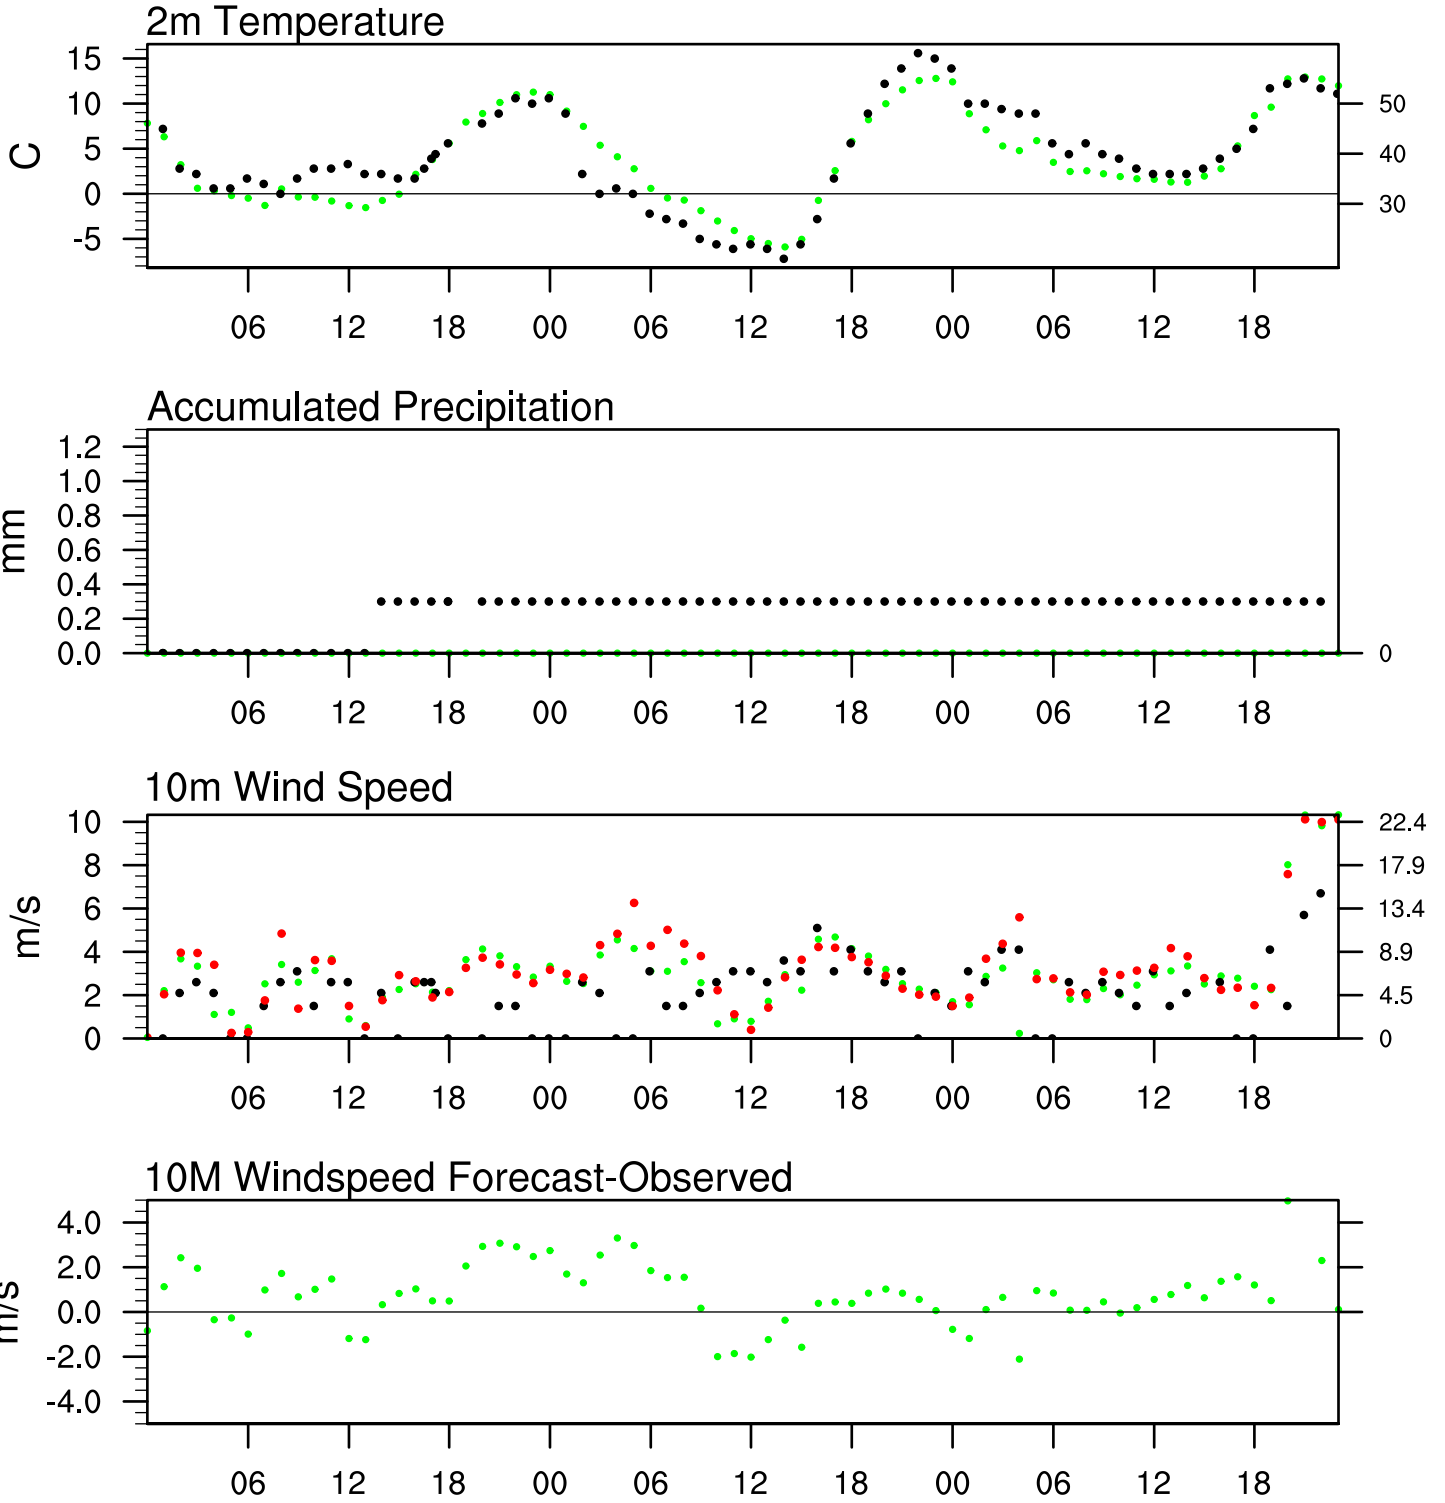 2m Temperature
15
10
5
0
-5
C
50
40
30
06 12 18 00 06 12 18 00 06 12 18
Accumulated Precipitation
1.2
1.0
0.8
0.6
0.4
0.2
0.0
mm
0
06 12 18 00 06 12 18 00 06 12 18
10m Wind Speed
10
8
6
4
2
0
m/s
22.4
17.9
13.4
8.9
4.5
0
06 12 18 00 06 12 18 00 06 12 18
10M Windspeed Forecast-Observed
4.0
2.0
0.0
-2.0
-4.0
m/s
06 12 18 00 06 12 18 00 06 12 18